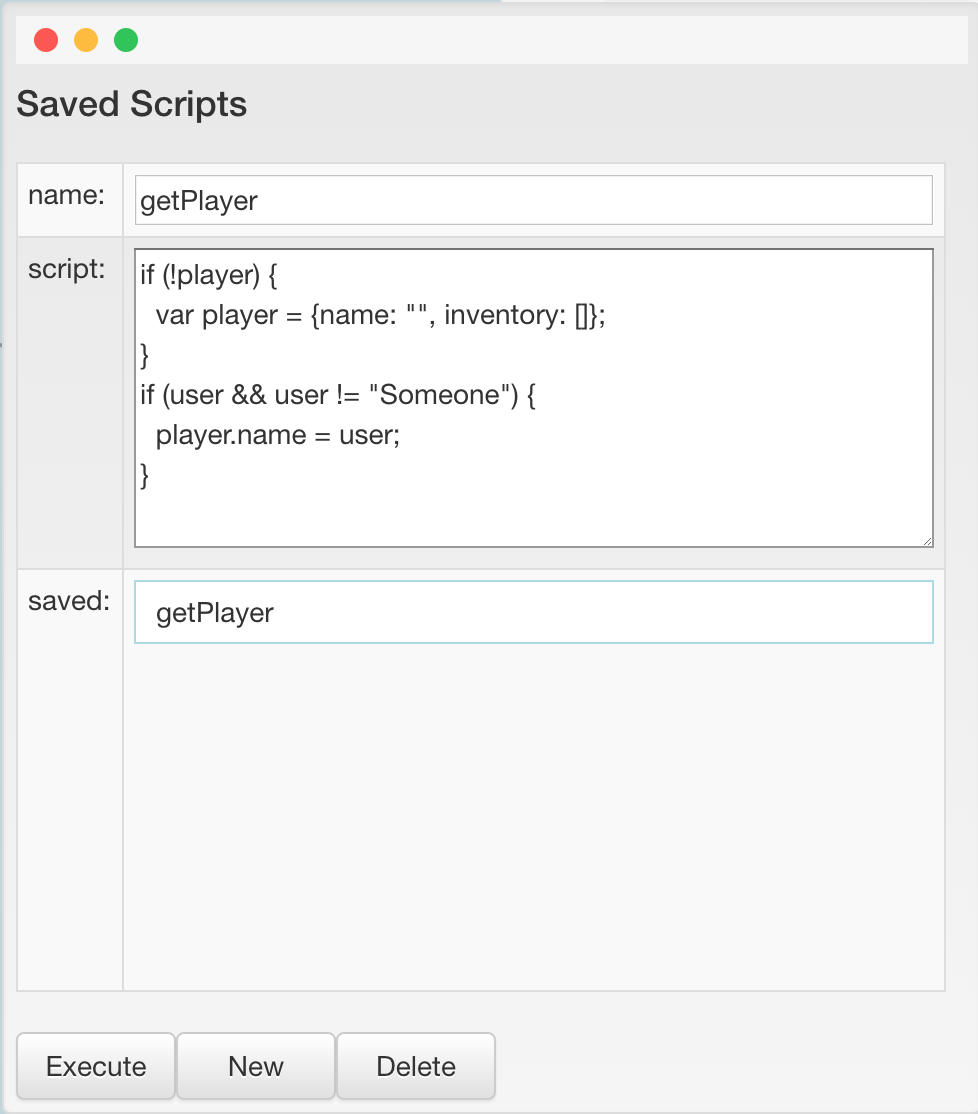 Saved Scripts
name:
getPlayer
script:
if (!player) {
  var player = {name: "", inventory: []};
}
if (user && user != "Someone") {
  player.name = user;
}
saved:
getPlayer
Execute
New
Delete